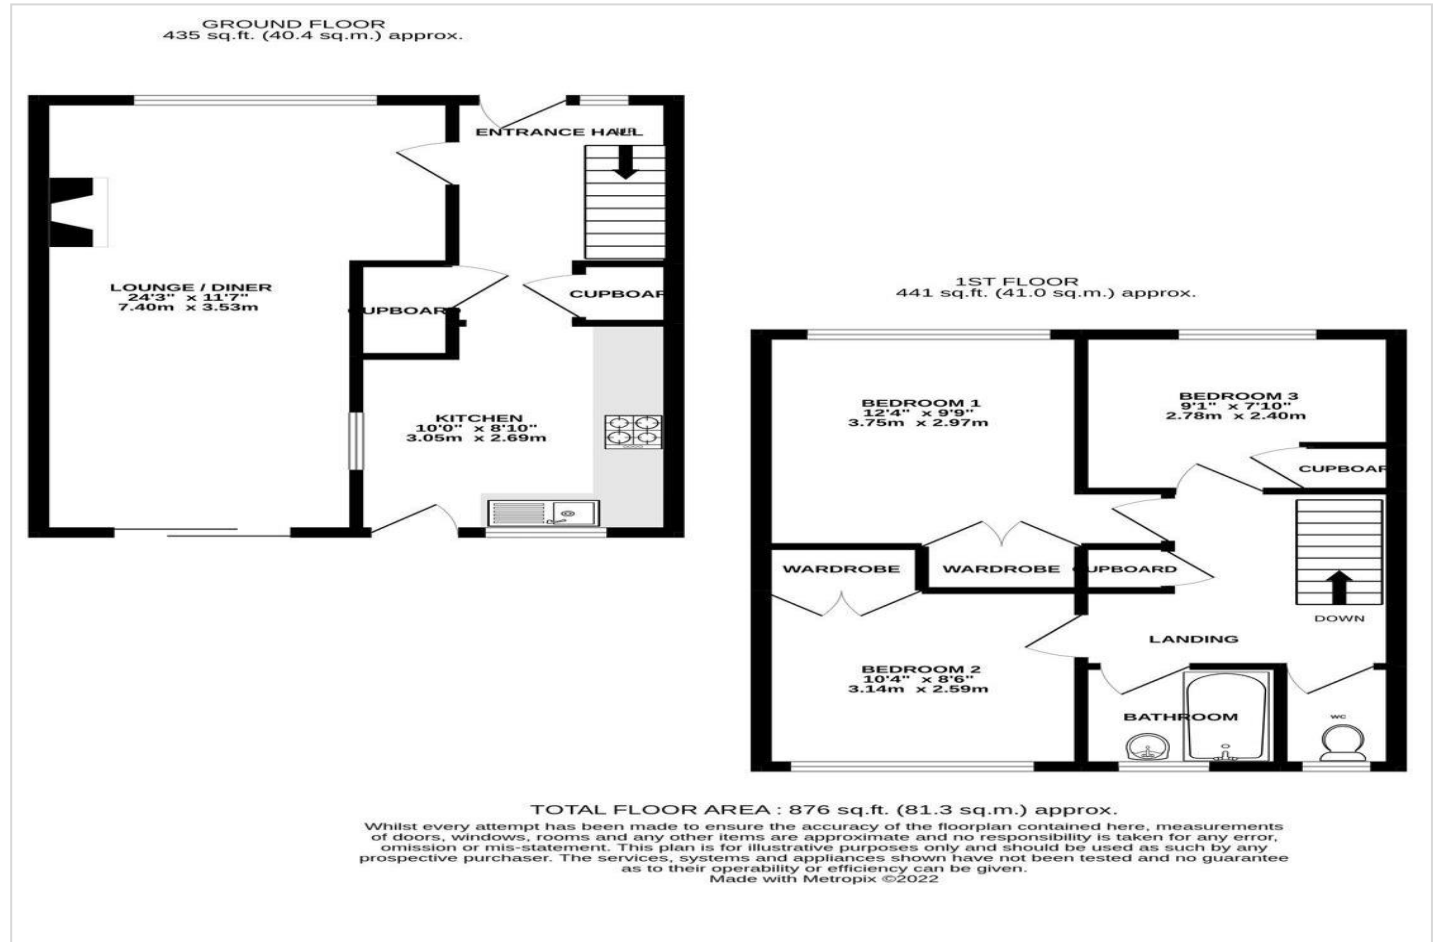 GROUND FLOOR
435 sq.ft. (40.4 sq.m.) approx.
ENTRANCE HALL
LOUNGE / DINER
24'3" x 11'7"
7.40m x 3.53m
CUPBOARD
CUPBOAR
KITCHEN
10'0" x 8'10"
3.05m x 2.69m
1ST FLOOR
441 sq.ft. (41.0 sq.m.) approx.
BEDROOM 1
12'4" x 9'9"
3.75m x 2.97m
BEDROOM 3
9'1" x 7'10"
2.78m x 2.40m
CUPBOAR
WARDROBE
WARDROBE
CUPBOARD
DOWN
LANDING
BEDROOM 2
10'4" x 8'6"
3.14m x 2.59m
BATHROOM
WC
TOTAL FLOOR AREA : 876 sq.ft. (81.3 sq.m.) approx.
Whilst every attempt has been made to ensure the accuracy of the floorplan contained here, measurements
of doors, windows, rooms and any other items are approximate and no responsibility is taken for any error,
omission or mis-statement. This plan is for illustrative purposes only and should be used as such by any
prospective purchaser. The services, systems and appliances shown have not been tested and no guarantee
as to their operability or efficiency can be given.
Made with Metropix ©2022